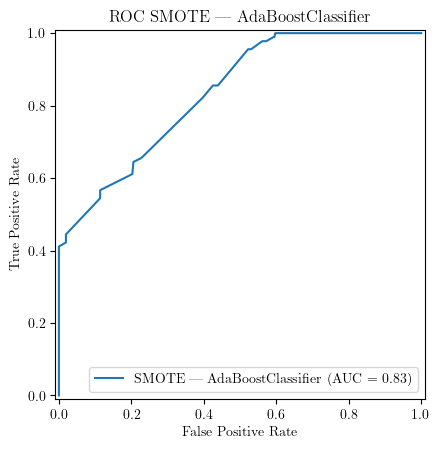 ROC SMOTE — AdaBoostClassifier
1.0
0.8
0.6
0.4
0.2
0.0
True Positive Rate
SMOTE — AdaBoostClassifier (AUC = 0.83)
0.0 0.2 0.4 0.6 0.8 1.0
False Positive Rate